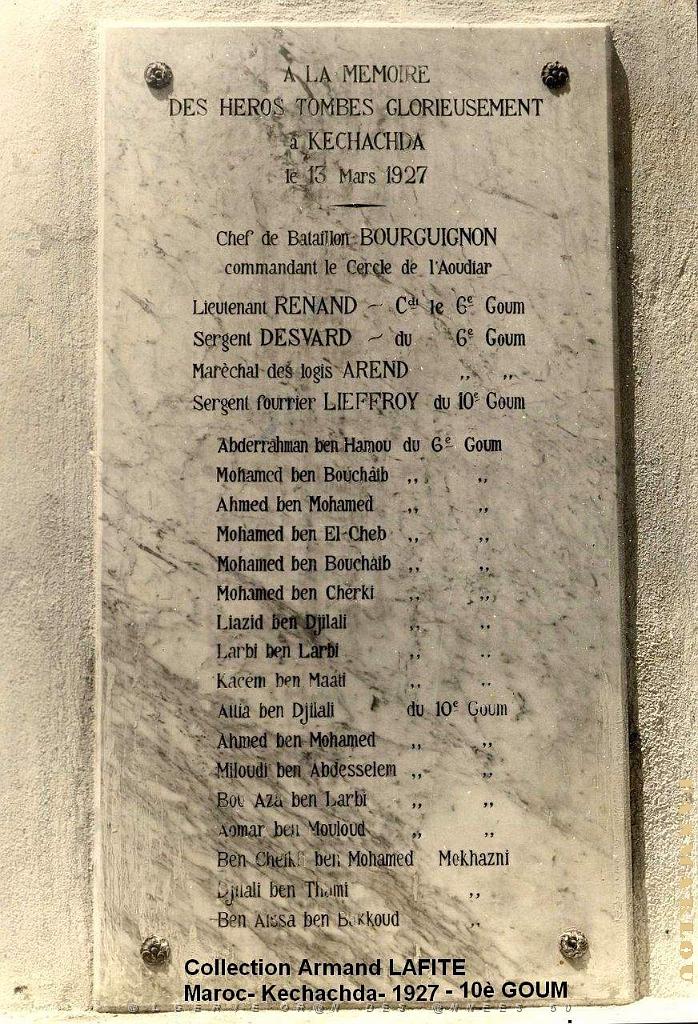 A LA MEMOIRE
DES HEROS TOMBES GLORIEUSEMENT
à KECHACHDA
le 13 Mars 1927
Chef de Bataillon BOURGUIGNON
commandant le Cercle de l'Aoudiar
Lieutenant RENAND ~ Cdt le 6e Goum
Sergent DESVARD ~ du 6e Goum
Maréchal des logis AREND ,, ,,
Sergent fourrier LIEFFROY du 10e Goum
Abderrahman ben Hamou du 6e Goum
Mohamed ben Bouchaïb ,, ,,
Ahmed ben Mohamed ,, ,,
Mohamed ben El-Cheb ,, ,,
Mohamed ben Bouchaïb ,, ,,
Mohamed ben Cherki ,, ,,
Liazid ben Djilali ,, ,,
Larbi ben Larbi ,, ,,
Kacem ben Maati ,, ,,
Attia ben Djilali du 10e Goum
Ahmed ben Mohamed ,, ,,
Miloudi ben Abdesselem ,, ,,
Bou Aza ben Larbi ,, ,,
Aomar ben Mouloud ,, ,,
Ben Cheikh ben Mohamed Mekhazni
Djilali ben Thami ,,
Ben Aissa ben Bakkoud ,,
Collection Armand LAFITE
Maroc- Kechachda- 1927 - 10è GOUM